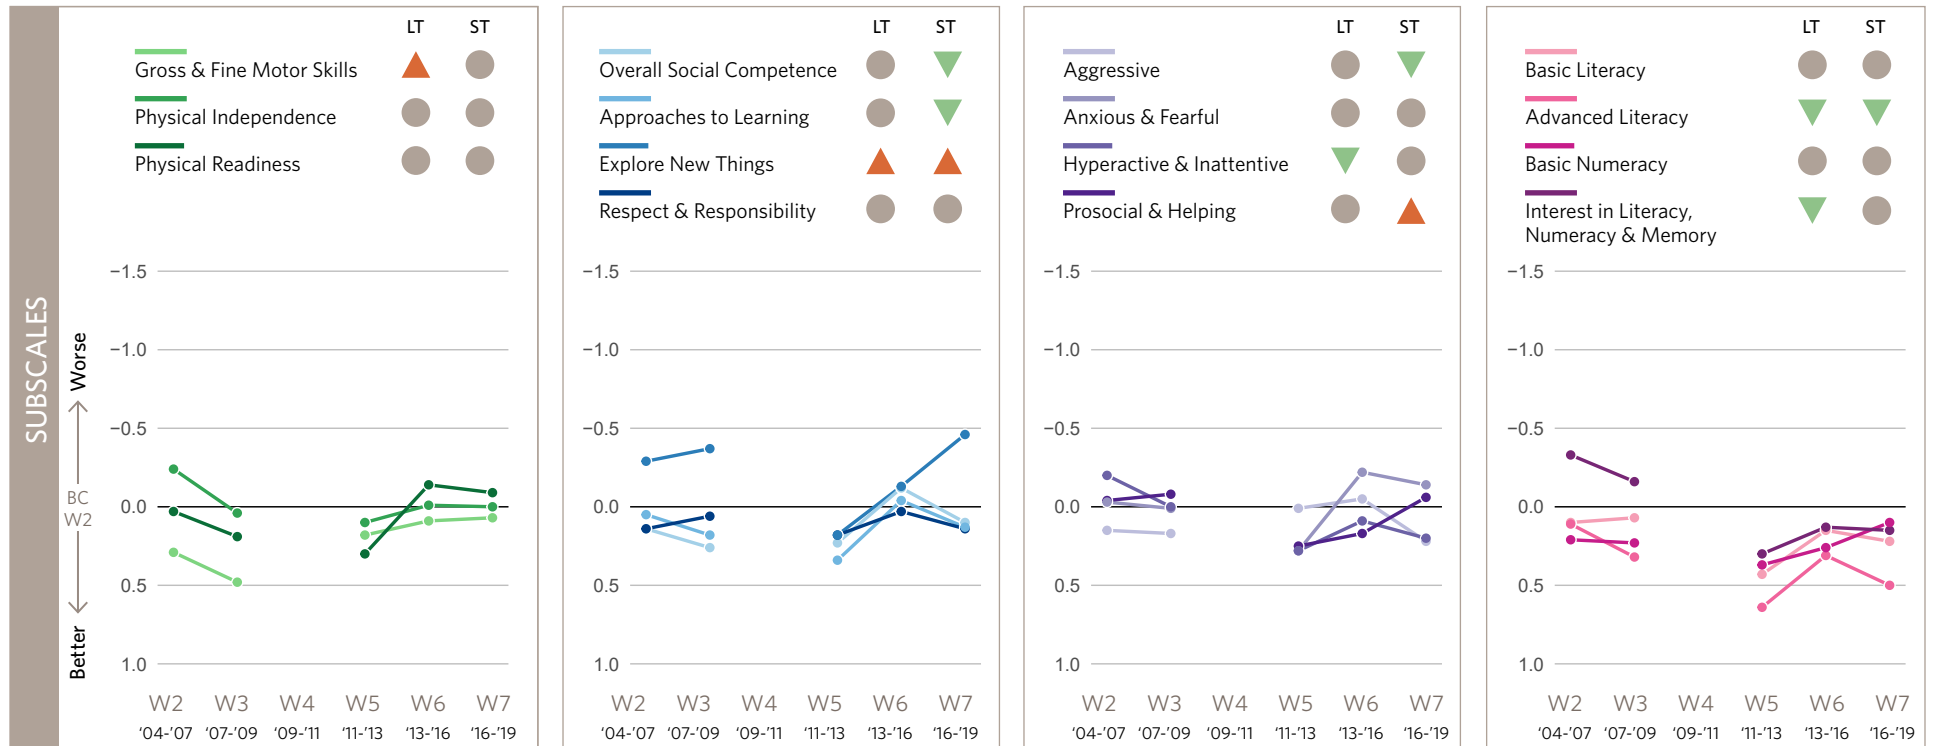 SUBSCALES
LT ST
Gross & Fine Motor Skills
Physical Independence
Physical Readiness
Worse
BC
W2
Better
−1.5
−1.0
−0.5
0.0
0.5
1.0
W2 W3 W4 W5 W6 W7
‘04-’07 ‘07-’09 ‘09-’11 ‘11-’13 ‘13-’16 ‘16-’19
LT ST
Overall Social Competence
Approaches to Learning
Explore New Things
Respect & Responsibility
−1.5
−1.0
−0.5
0.0
0.5
1.0
W2 W3 W4 W5 W6 W7
‘04-’07 ‘07-’09 ‘09-’11 ‘11-’13 ‘13-’16 ‘16-’19
LT ST
Aggressive
Anxious & Fearful
Hyperactive & Inattentive
Prosocial & Helping
−1.5
−1.0
−0.5
0.0
0.5
1.0
W2 W3 W4 W5 W6 W7
‘04-’07 ‘07-’09 ‘09-’11 ‘11-’13 ‘13-’16 ‘16-’19
LT ST
Basic Literacy
Advanced Literacy
Basic Numeracy
Interest in Literacy,
Numeracy & Memory
−1.5
−1.0
−0.5
0.0
0.5
1.0
W2 W3 W4 W5 W6 W7
‘04-’07 ‘07-’09 ‘09-’11 ‘11-’13 ‘13-’16 ‘16-’19